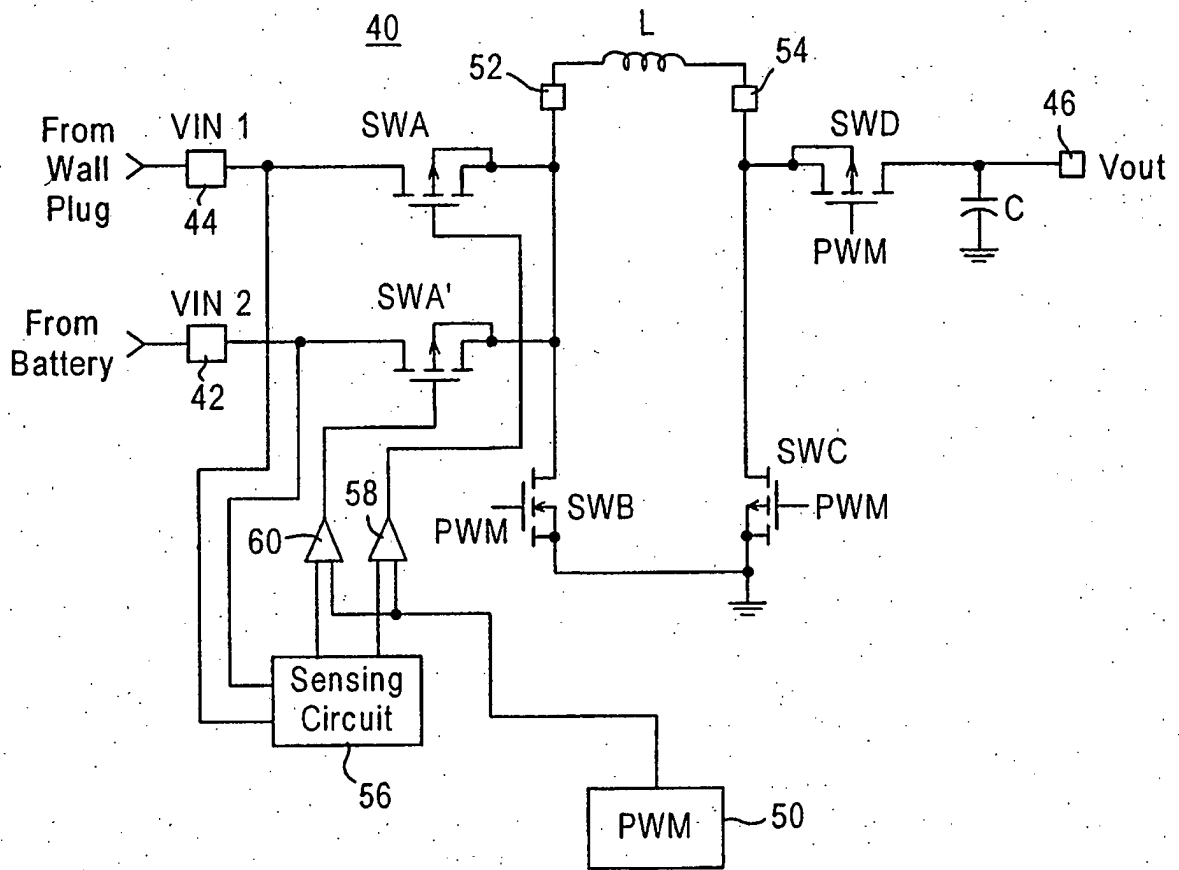 40
L
52
54
From
Wall
Plug
VIN 1
44
SWA
SWD
46
Vout
C
PWM
From
Battery
VIN 2
42
SWA'
SWC
58
60
PWM
SWB
PWM
Sensing
Circuit
56
PWM
50